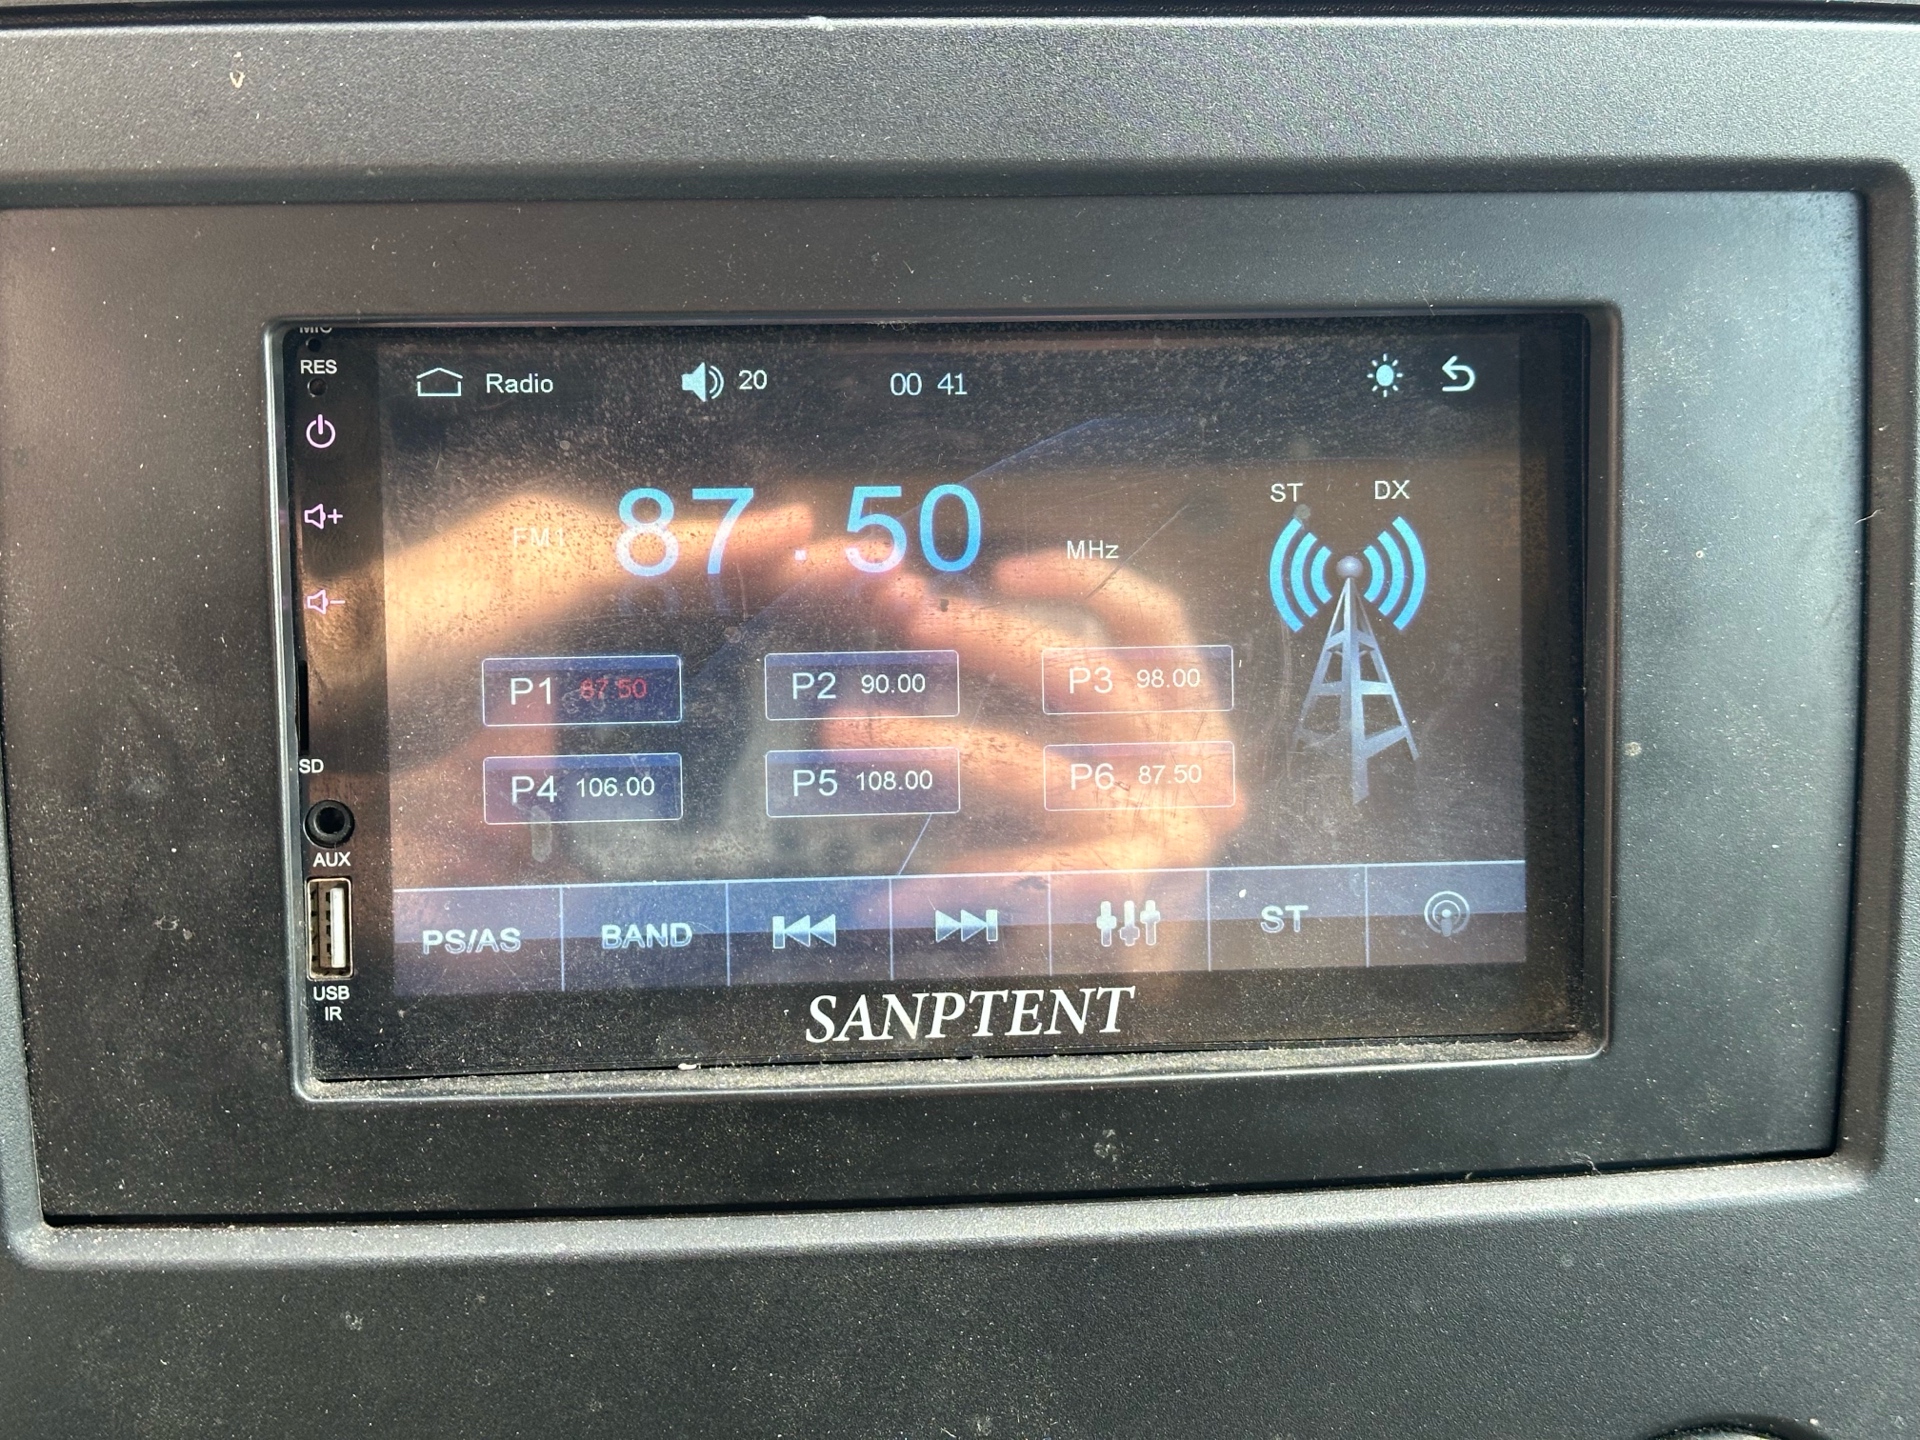 MIC
RES
Radio 20 00 41
ST DX
FM1 87.50 MHz
P1 87.50 P2 90.00 P3 98.00
P4 106.00 P5 108.00 P6 87.50
SD
AUX
PS/AS BAND ST
USB
IR
SANPTENT